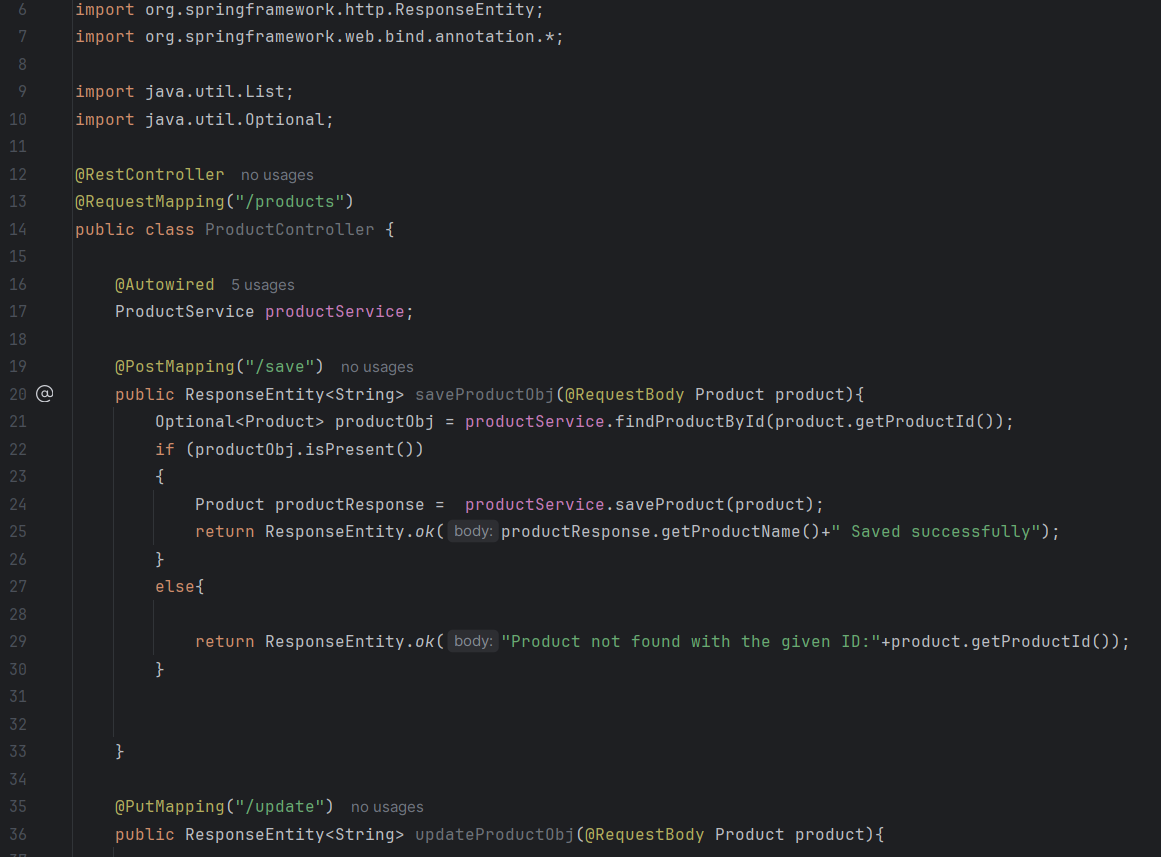 6 import org.springframework.http.ResponseEntity;
7 import org.springframework.web.bind.annotation.*;
8
9 import java.util.List;
10 import java.util.Optional;
11
12 @RestController no usages
13 @RequestMapping("/products")
14 public class ProductController {
15
16 @Autowired 5 usages
17 ProductService productService;
18
19 @PostMapping("/save") no usages
20 @ public ResponseEntity<String> saveProductObj(@RequestBody Product product){
21 Optional<Product> productObj = productService.findProductById(product.getProductId());
22 if (productObj.isPresent())
23 {
24 Product productResponse =  productService.saveProduct(product);
25 return ResponseEntity.ok( body: productResponse.getProductName()+" Saved successfully");
26 }
27 else{
28
29 return ResponseEntity.ok( body: "Product not found with the given ID:"+product.getProductId());
30 }
31
32
33 }
34
35 @PutMapping("/update") no usages
36 public ResponseEntity<String> updateProductObj(@RequestBody Product product){